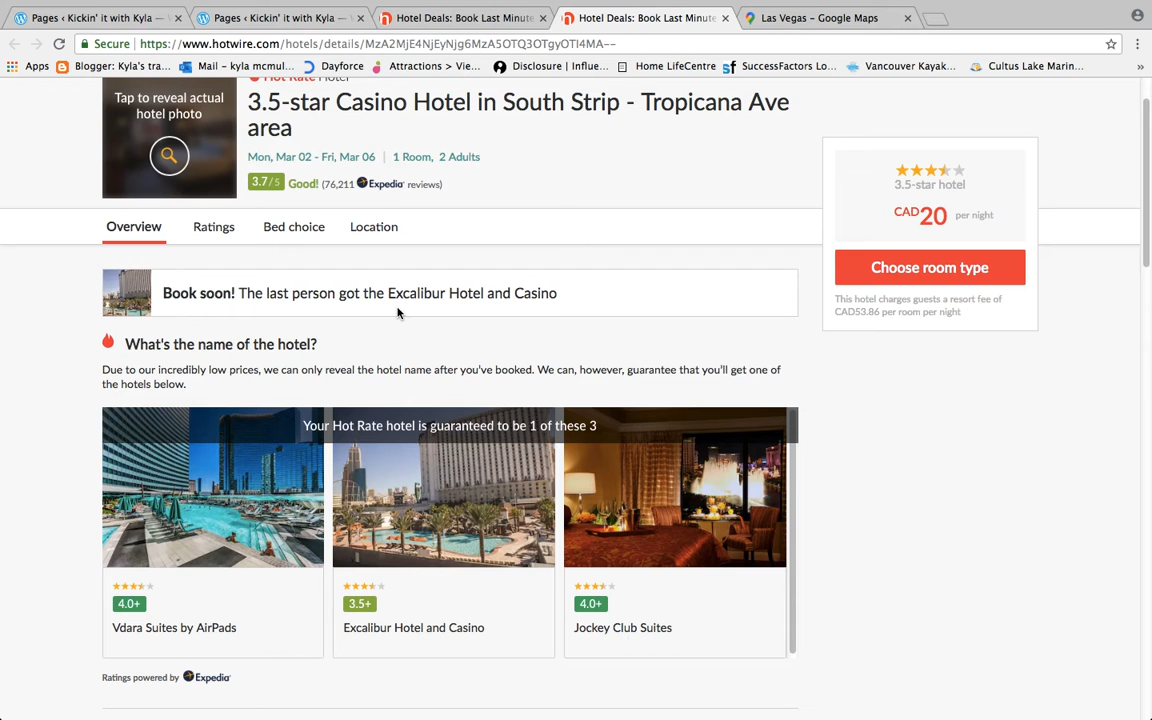 Pages ‹ Kickin' it with Kyla —
Pages ‹ Kickin' it with Kyla —
Hotel Deals: Book Last Minute
Hotel Deals: Book Last Minute
Las Vegas – Google Maps
Secure
https://www.hotwire.com/hotels/details/MzA2MjE4NjEyNjg6MzA5OTQ3OTgyOTI4MA--
Apps
Blogger: Kyla's tra...
Mail – kyla mcmul...
Dayforce
Attractions > Vie...
Disclosure | Influe...
Home LifeCentre
SuccessFactors Lo...
Vancouver Kayak...
Cultus Lake Marin...
»
Hot Rate Hotel
Tap to reveal actual
hotel photo
3.5-star Casino Hotel in South Strip - Tropicana Ave
area
Mon, Mar 02 - Fri, Mar 06 | 1 Room, 2 Adults
3.7/5 Good! (76,211 Expedia reviews)
3.5-star hotel
CAD20 per night
Choose room type
This hotel charges guests a resort fee of
CAD53.86 per room per night
Overview
Ratings
Bed choice
Location
Book soon! The last person got the Excalibur Hotel and Casino
What's the name of the hotel?
Due to our incredibly low prices, we can only reveal the hotel name after you've booked. We can, however, guarantee that you'll get one of
the hotels below.
Your Hot Rate hotel is guaranteed to be 1 of these 3
4.0+
Vdara Suites by AirPads
3.5+
Excalibur Hotel and Casino
4.0+
Jockey Club Suites
Ratings powered by Expedia